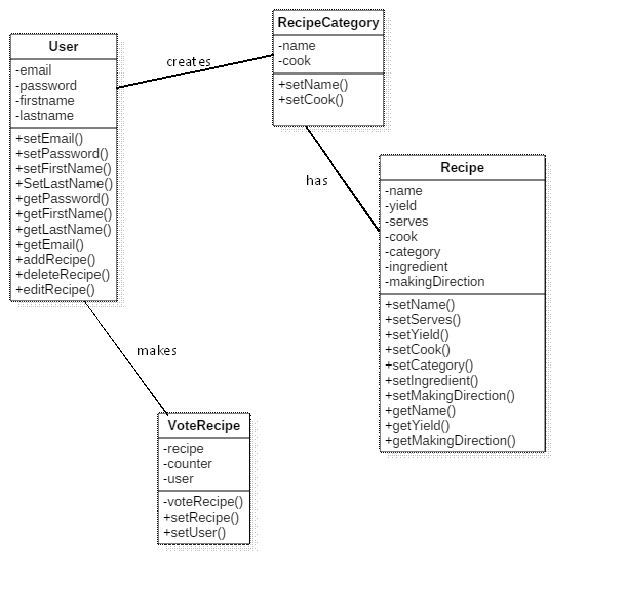 User
-email
-password
-firstname
-lastname
+setEmail()
+setPassword()
+setFirstName()
+SetLastName()
+getPassword()
+getFirstName()
+getLastName()
+getEmail()
+addRecipe()
+deleteRecipe()
+editRecipe()
creates
RecipeCategory
-name
-cook
+setName()
+setCook()
has
Recipe
-name
-yield
-serves
-cook
-category
-ingredient
-makingDirection
+setName()
+setServes()
+setYield()
+setCook()
+setCategory()
+setIngredient()
+setMakingDirection()
+getName()
+getYield()
+getMakingDirection()
makes
VoteRecipe
-recipe
-counter
-user
-voteRecipe()
+setRecipe()
+setUser()